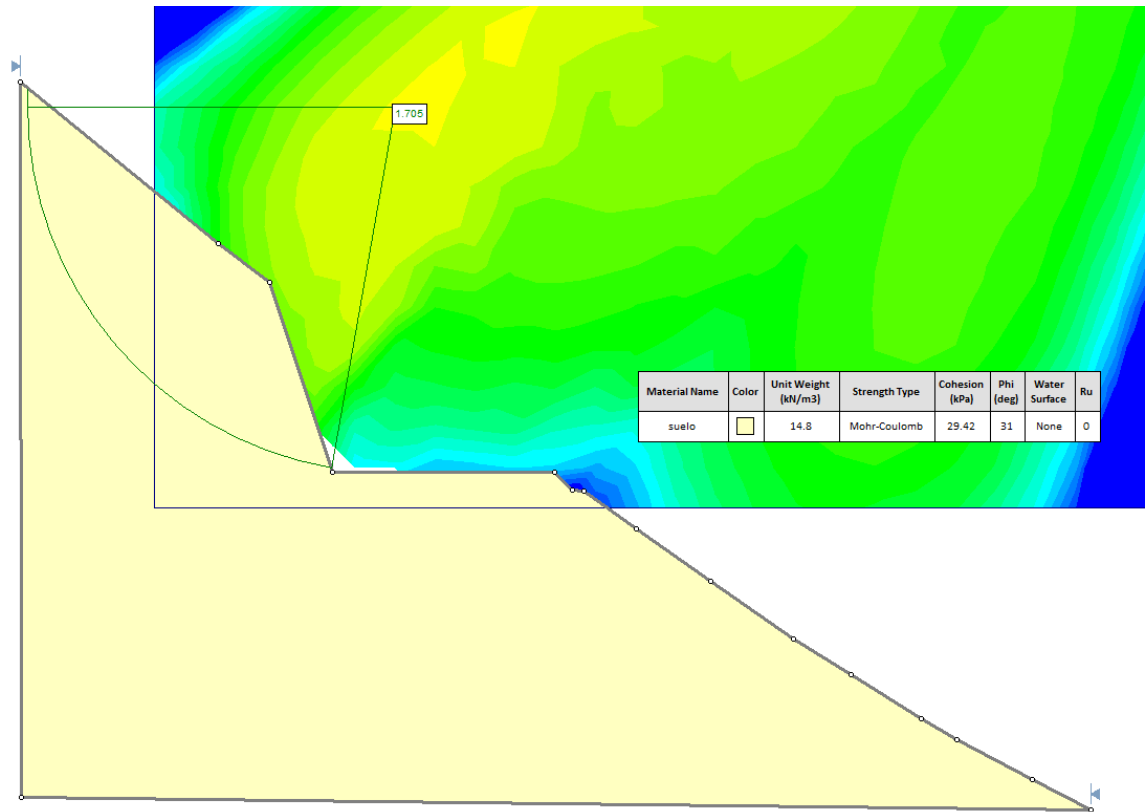 1.705
Material Name Color Unit Weight (kN/m3) Strength Type Cohesion (kPa) Phi (deg) Water Surface Ru
suelo 14.8 Mohr-Coulomb 29.42 31 None 0